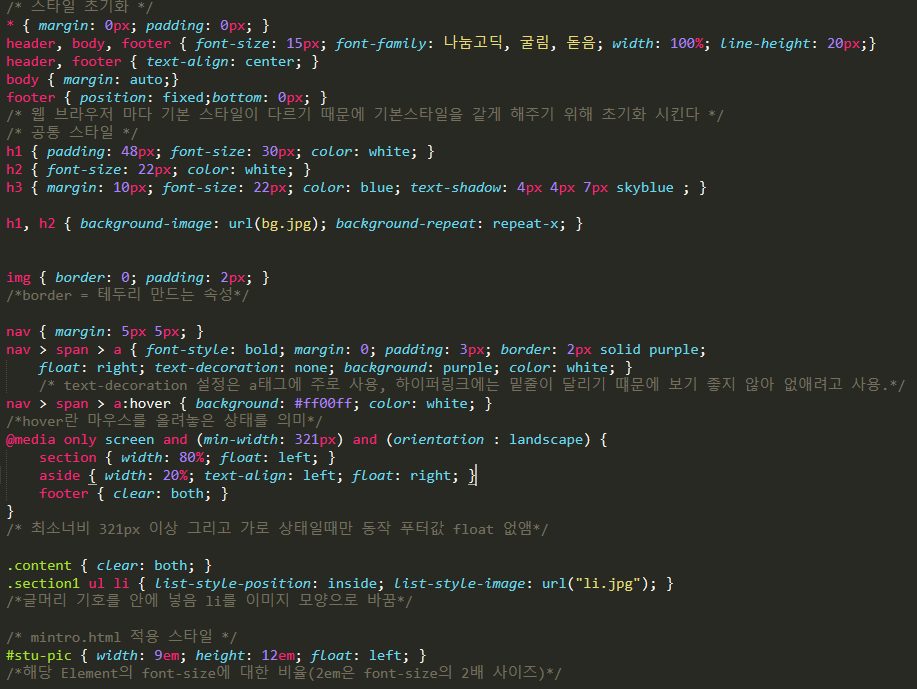 /* 스타일 초기화 */
* { margin: 0px; padding: 0px; }
header, body, footer { font-size: 15px; font-family: 나눔고딕, 굴림, 돋음; width: 100%; line-height: 20px;}
header, footer { text-align: center; }
body { margin: auto;}
footer { position: fixed;bottom: 0px; }
/* 웹 브라우저 마다 기본 스타일이 다르기 때문에 기본스타일을 같게 해주기 위해 초기화 시킨다 */
/* 공통 스타일 */
h1 { padding: 48px; font-size: 30px; color: white; }
h2 { font-size: 22px; color: white; }
h3 { margin: 10px; font-size: 22px; color: blue; text-shadow: 4px 4px 7px skyblue ; }
h1, h2 { background-image: url(bg.jpg); background-repeat: repeat-x; }
img { border: 0; padding: 2px; }
/*border = 테두리 만드는 속성*/
nav { margin: 5px 5px; }
nav > span > a { font-style: bold; margin: 0; padding: 3px; border: 2px solid purple;
float: right; text-decoration: none; background: purple; color: white; }
/* text-decoration 설정은 a태그에 주로 사용, 하이퍼링크에는 밑줄이 달리기 때문에 보기 좋지 않아 없애려고 사용.*/
nav > span > a:hover { background: #ff00ff; color: white; }
/*hover란 마우스를 올려놓은 상태를 의미*/
@media only screen and (min-width: 321px) and (orientation : landscape) {
section { width: 80%; float: left; }
aside { width: 20%; text-align: left; float: right; }
footer { clear: both; }
}
/* 최소너비 321px 이상 그리고 가로 상태일때만 동작 푸터값 float 없앰*/
.content { clear: both; }
.section1 ul li { list-style-position: inside; list-style-image: url("li.jpg"); }
/*글머리 기호를 안에 넣음 li를 이미지 모양으로 바꿈*/
/* mintro.html 적용 스타일 */
#stu-pic { width: 9em; height: 12em; float: left; }
/*해당 Element의 font-size에 대한 비율(2em은 font-size의 2배 사이즈)*/